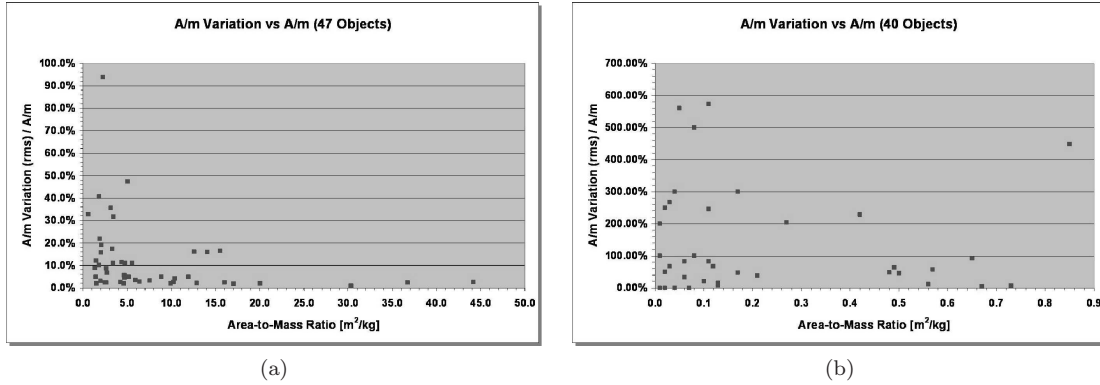 A/m Variation vs A/m (47 Objects)
A/m Variation (rms) / A/m
100.0%
90.0%
80.0%
70.0%
60.0%
50.0%
40.0%
30.0%
20.0%
10.0%
0.0%
0.0 5.0 10.0 15.0 20.0 25.0 30.0 35.0 40.0 45.0 50.0
Area-to-Mass Ratio [m²/kg]
(a)
A/m Variation vs A/m (40 Objects)
A/m Variation (rms) / A/m
700.00%
600.00%
500.00%
400.00%
300.00%
200.00%
100.00%
0.00%
0.0 0.1 0.2 0.3 0.4 0.5 0.6 0.7 0.8 0.9
Area-to-Mass Ratio [m²/kg]
(b)